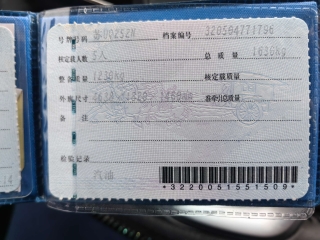 号牌号码 档案编号 320504771796
核定载人数 5人 总质量 1630kg
整备质量 1230kg 核定载质量
外廓尺寸 准牵引总质量
备注
检验记录
汽油
*3220051551509*